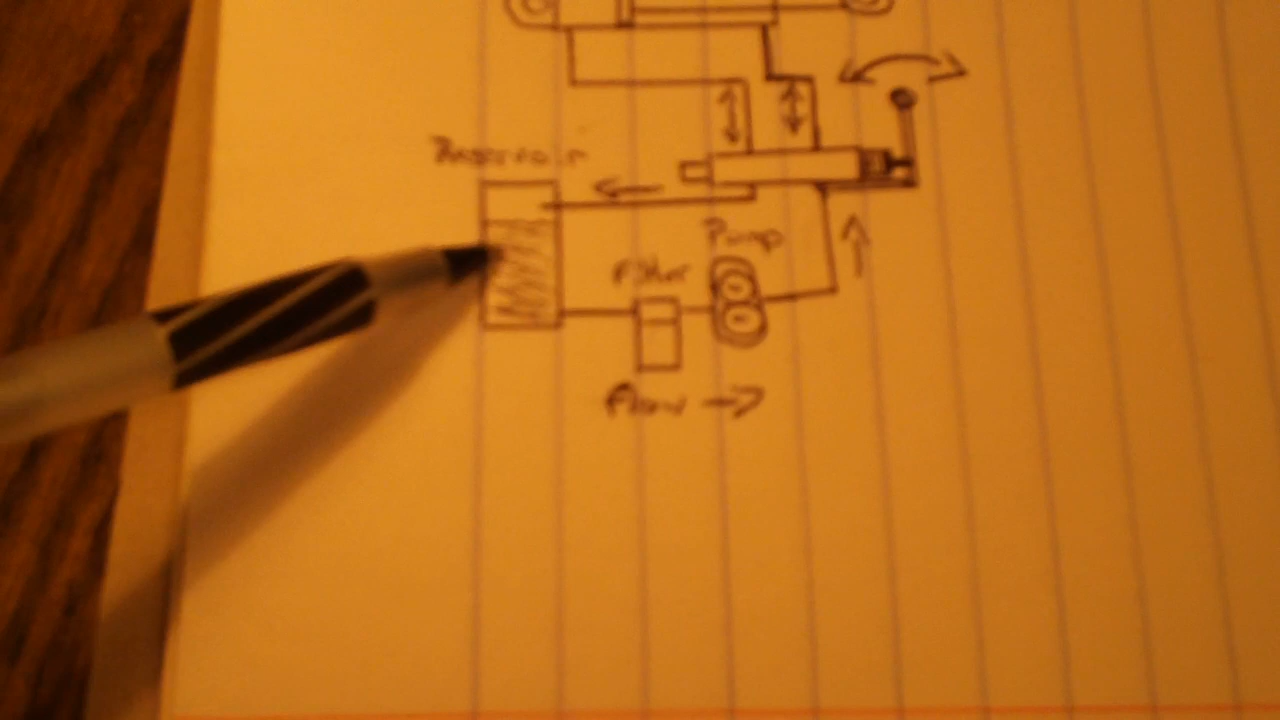 Reservoir
Pump
Filter
flow →